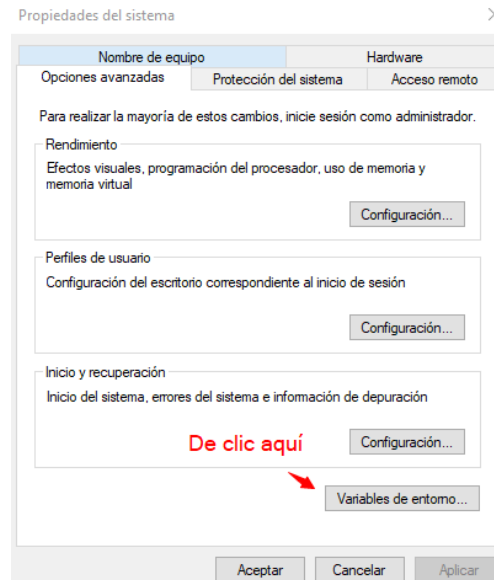 Propiedades del sistema
Nombre de equipo
Hardware
Opciones avanzadas
Protección del sistema
Acceso remoto
Para realizar la mayoría de estos cambios, inicie sesión como administrador.
Rendimiento
Efectos visuales, programación del procesador, uso de memoria y
memoria virtual
Configuración...
Perfiles de usuario
Configuración del escritorio correspondiente al inicio de sesión
Configuración...
Inicio y recuperación
Inicio del sistema, errores del sistema e información de depuración
De clic aquí
Configuración...
Variables de entorno...
Aceptar
Cancelar
Aplicar